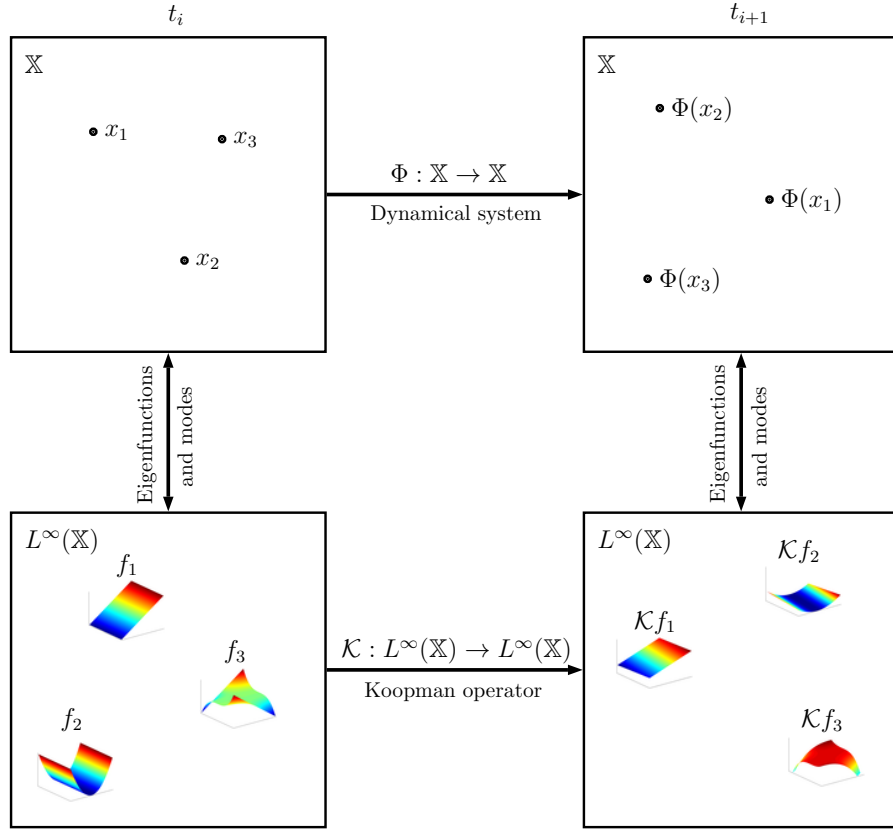 t_i
t_{i+1}
𝕏
𝕏
x_1
x_3
x_2
Φ(x_2)
Φ(x_1)
Φ(x_3)
Φ : 𝕏 → 𝕏
Dynamical system
Eigenfunctions
and modes
Eigenfunctions
and modes
L^∞(𝕏)
f_1
f_3
f_2
𝒦 : L^∞(𝕏) → L^∞(𝕏)
Koopman operator
L^∞(𝕏)
𝒦f_2
𝒦f_1
𝒦f_3